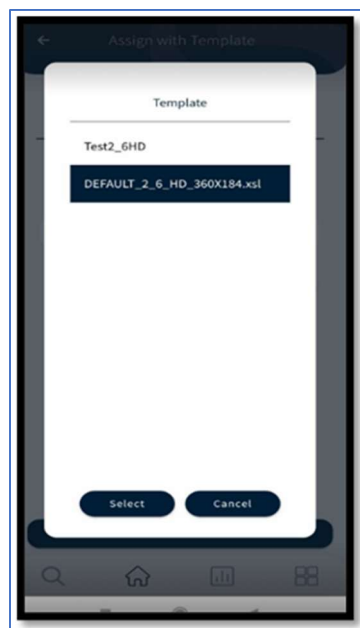 Assign with Template
Template
Test2_6HD
DEFAULT_2_6_HD_360X184.xsl
Select
Cancel